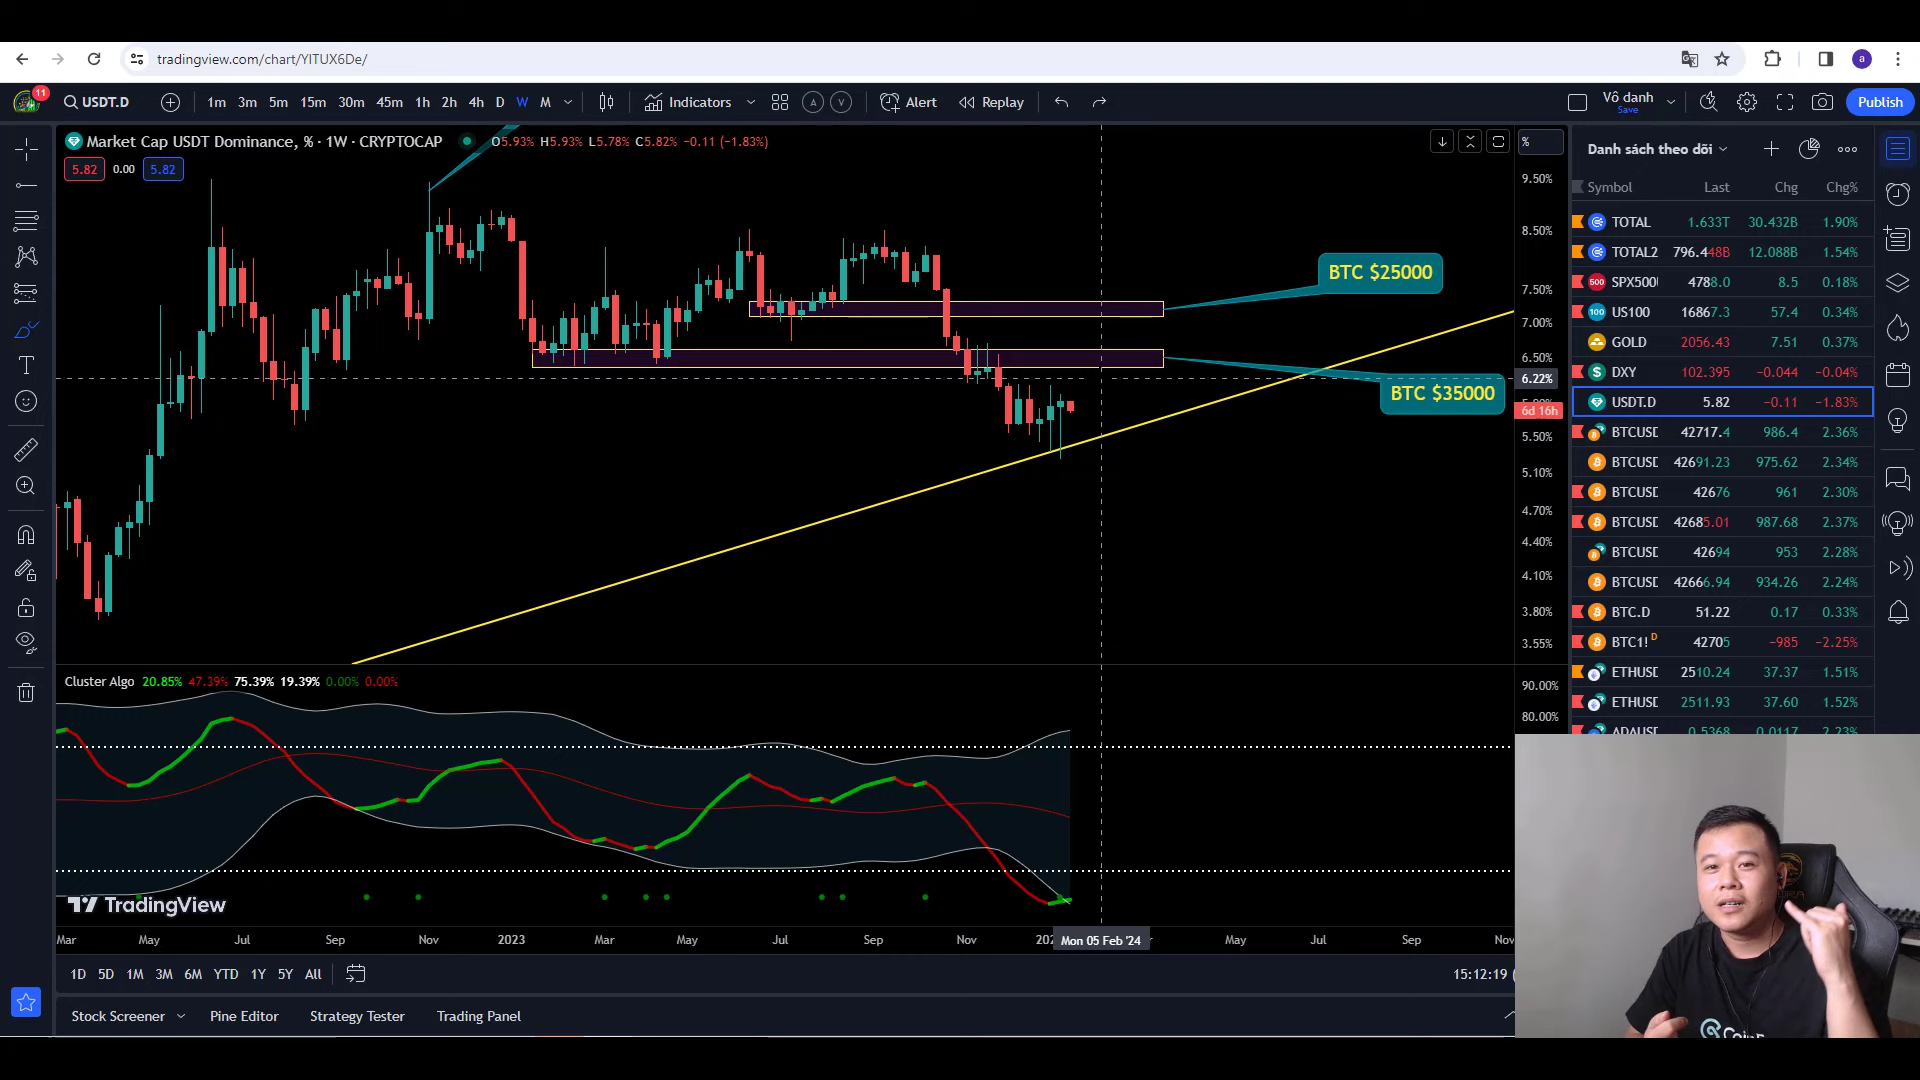 tradingview.com/chart/YITUX6De/
a
11
USDT.D
1m 3m 5m 15m 30m 45m 1h 2h 4h D W M
Indicators
A V
Alert
Replay
Vô danh
Save
Publish
Market Cap USDT Dominance, % · 1W · CRYPTOCAP
O5.93% H5.93% L5.78% C5.82% −0.11 (−1.83%)
5.82 0.00 5.82
%
9.50%
8.50%
7.50%
7.00%
6.50%
6.22%
6d 16h
5.50%
5.10%
4.70%
4.40%
4.10%
3.80%
3.55%
BTC $25000
BTC $35000
Cluster Algo 20.85% 47.39% 75.39% 19.39% 0.00% 0.00%
90.00%
80.00%
TradingView
Mar May Jul Sep Nov 2023 Mar May Jul Sep Nov Mon 05 Feb '24 May Jul Sep Nov
1D 5D 1M 3M 6M YTD 1Y 5Y All
15:12:19
Stock Screener Pine Editor Strategy Tester Trading Panel
Danh sách theo dõi
Symbol Last Chg Chg%
TOTAL 1.633T 30.432B 1.90%
TOTAL2 796.448B 12.088B 1.54%
500 SPX500 4788.0 8.5 0.18%
100 US100 16867.3 57.4 0.34%
GOLD 2056.43 7.51 0.37%
DXY 102.395 −0.044 −0.04%
USDT.D 5.82 −0.11 −1.83%
BTCUSD 42717.4 986.4 2.36%
BTCUSD 42691.23 975.62 2.34%
BTCUSD 42676 961 2.30%
BTCUSD 42685.01 987.68 2.37%
BTCUSD 42694 953 2.28%
BTCUSD 42666.94 934.26 2.24%
BTC.D 51.22 0.17 0.33%
BTC1! D 42705 −985 −2.25%
ETHUSD 2510.24 37.37 1.51%
ETHUSD 2511.93 37.60 1.52%